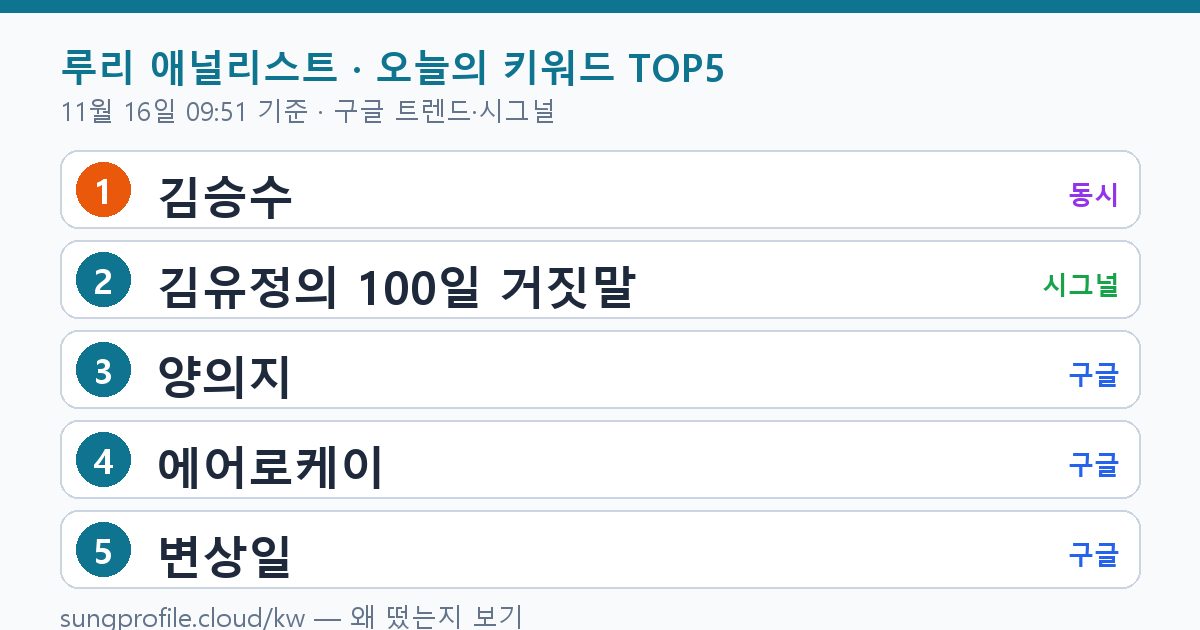 루리 애널리스트 · 오늘의 키워드 TOP5
11월 16일 09:51 기준 · 구글 트렌드·시그널
1 김승수 동시
2 김유정의 100일 거짓말 시그널
3 양의지 구글
4 에어로케이 구글
5 변상일 구글
sungprofile.cloud/kw — 왜 떴는지 보기